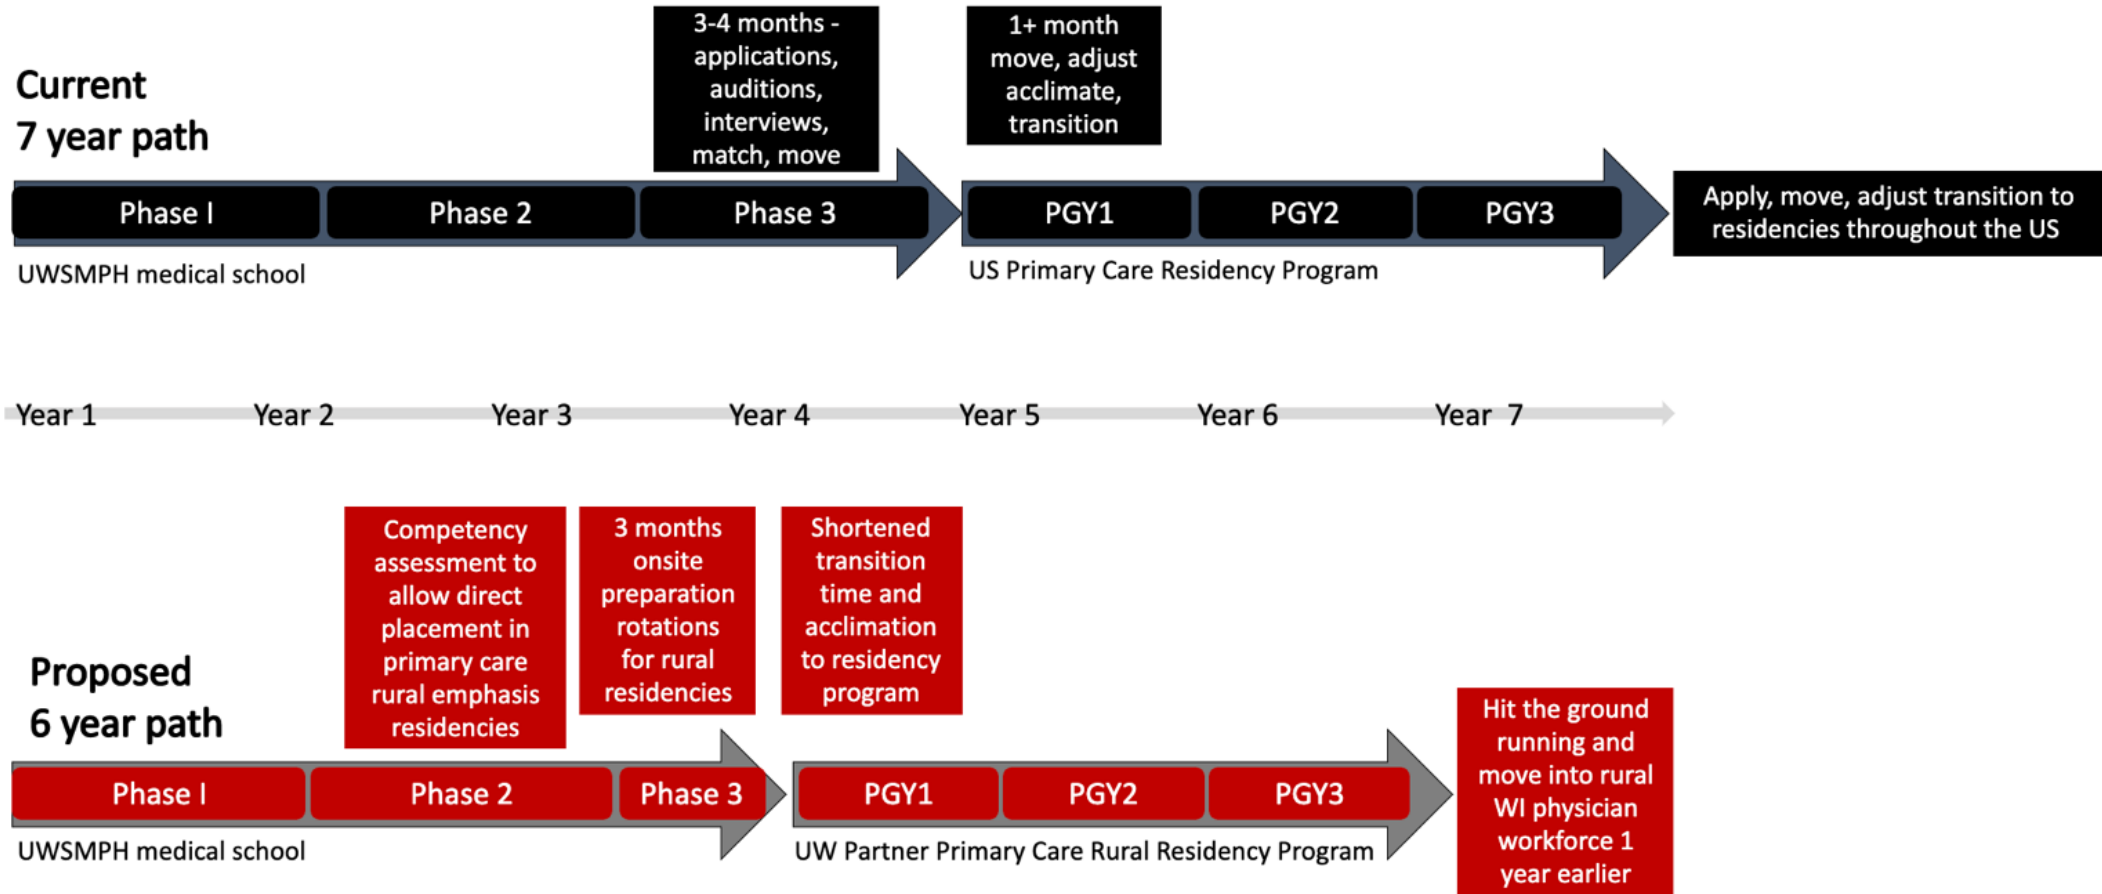 Current
7 year path
3-4 months -
applications,
auditions,
interviews,
match, move
1+ month
move, adjust
acclimate,
transition
Phase I
Phase 2
Phase 3
PGY1
PGY2
PGY3
Apply, move, adjust transition to
residencies throughout the US
UWSMPH medical school
US Primary Care Residency Program
Year 1
Year 2
Year 3
Year 4
Year 5
Year 6
Year 7
Proposed
6 year path
Competency
assessment to
allow direct
placement in
primary care
rural emphasis
residencies
3 months
onsite
preparation
rotations
for rural
residencies
Shortened
transition
time and
acclimation
to residency
program
Phase I
Phase 2
Phase 3
PGY1
PGY2
PGY3
Hit the ground
running and
move into rural
WI physician
workforce 1
year earlier
UWSMPH medical school
UW Partner Primary Care Rural Residency Program